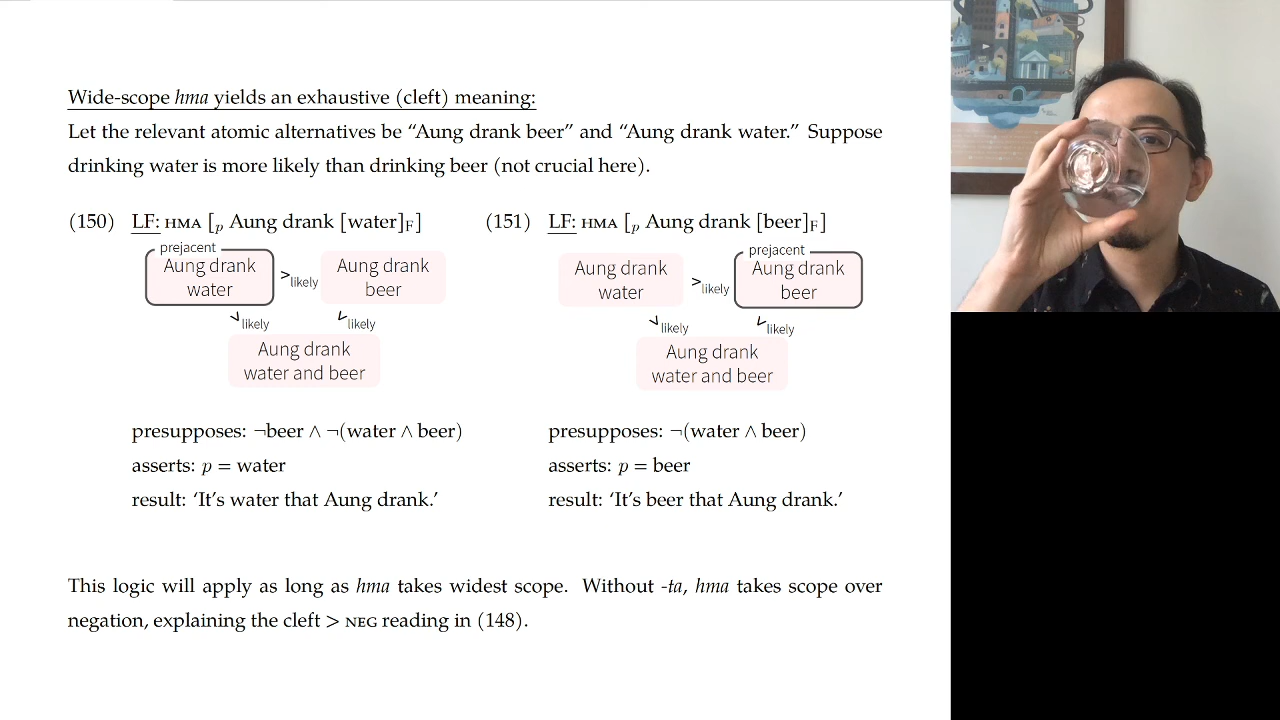 Wide-scope hma yields an exhaustive (cleft) meaning:
Let the relevant atomic alternatives be “Aung drank beer” and “Aung drank water.” Suppose
drinking water is more likely than drinking beer (not crucial here).
(150) LF: HMA [p Aung drank [water]F]
prejacent
Aung drank
water
>likely
Aung drank
beer
>likely
>likely
Aung drank
water and beer
presupposes: ¬beer ∧ ¬(water ∧ beer)
asserts: p = water
result: ‘It’s water that Aung drank.’
(151) LF: HMA [p Aung drank [beer]F]
Aung drank
water
>likely
prejacent
Aung drank
beer
>likely
>likely
Aung drank
water and beer
presupposes: ¬(water ∧ beer)
asserts: p = beer
result: ‘It’s beer that Aung drank.’
This logic will apply as long as hma takes widest scope. Without -ta, hma takes scope over
negation, explaining the cleft > NEG reading in (148).